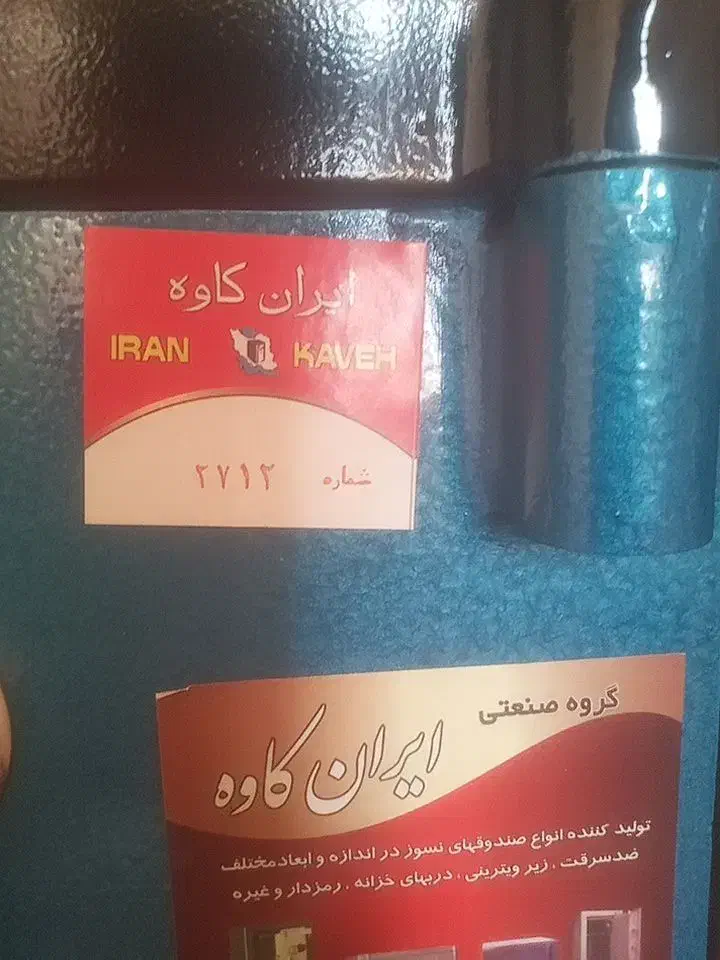 ایران کاوه
IRAN KAVEH
شماره ۲۷۱۲
گروه صنعتی
ایران کاوه
تولید کننده انواع صندوقهای نسوز در اندازه و ابعاد مختلف
ضدسرقت ، زیر ویترینی ، دربهای خزانه ، رمزدار و غیره